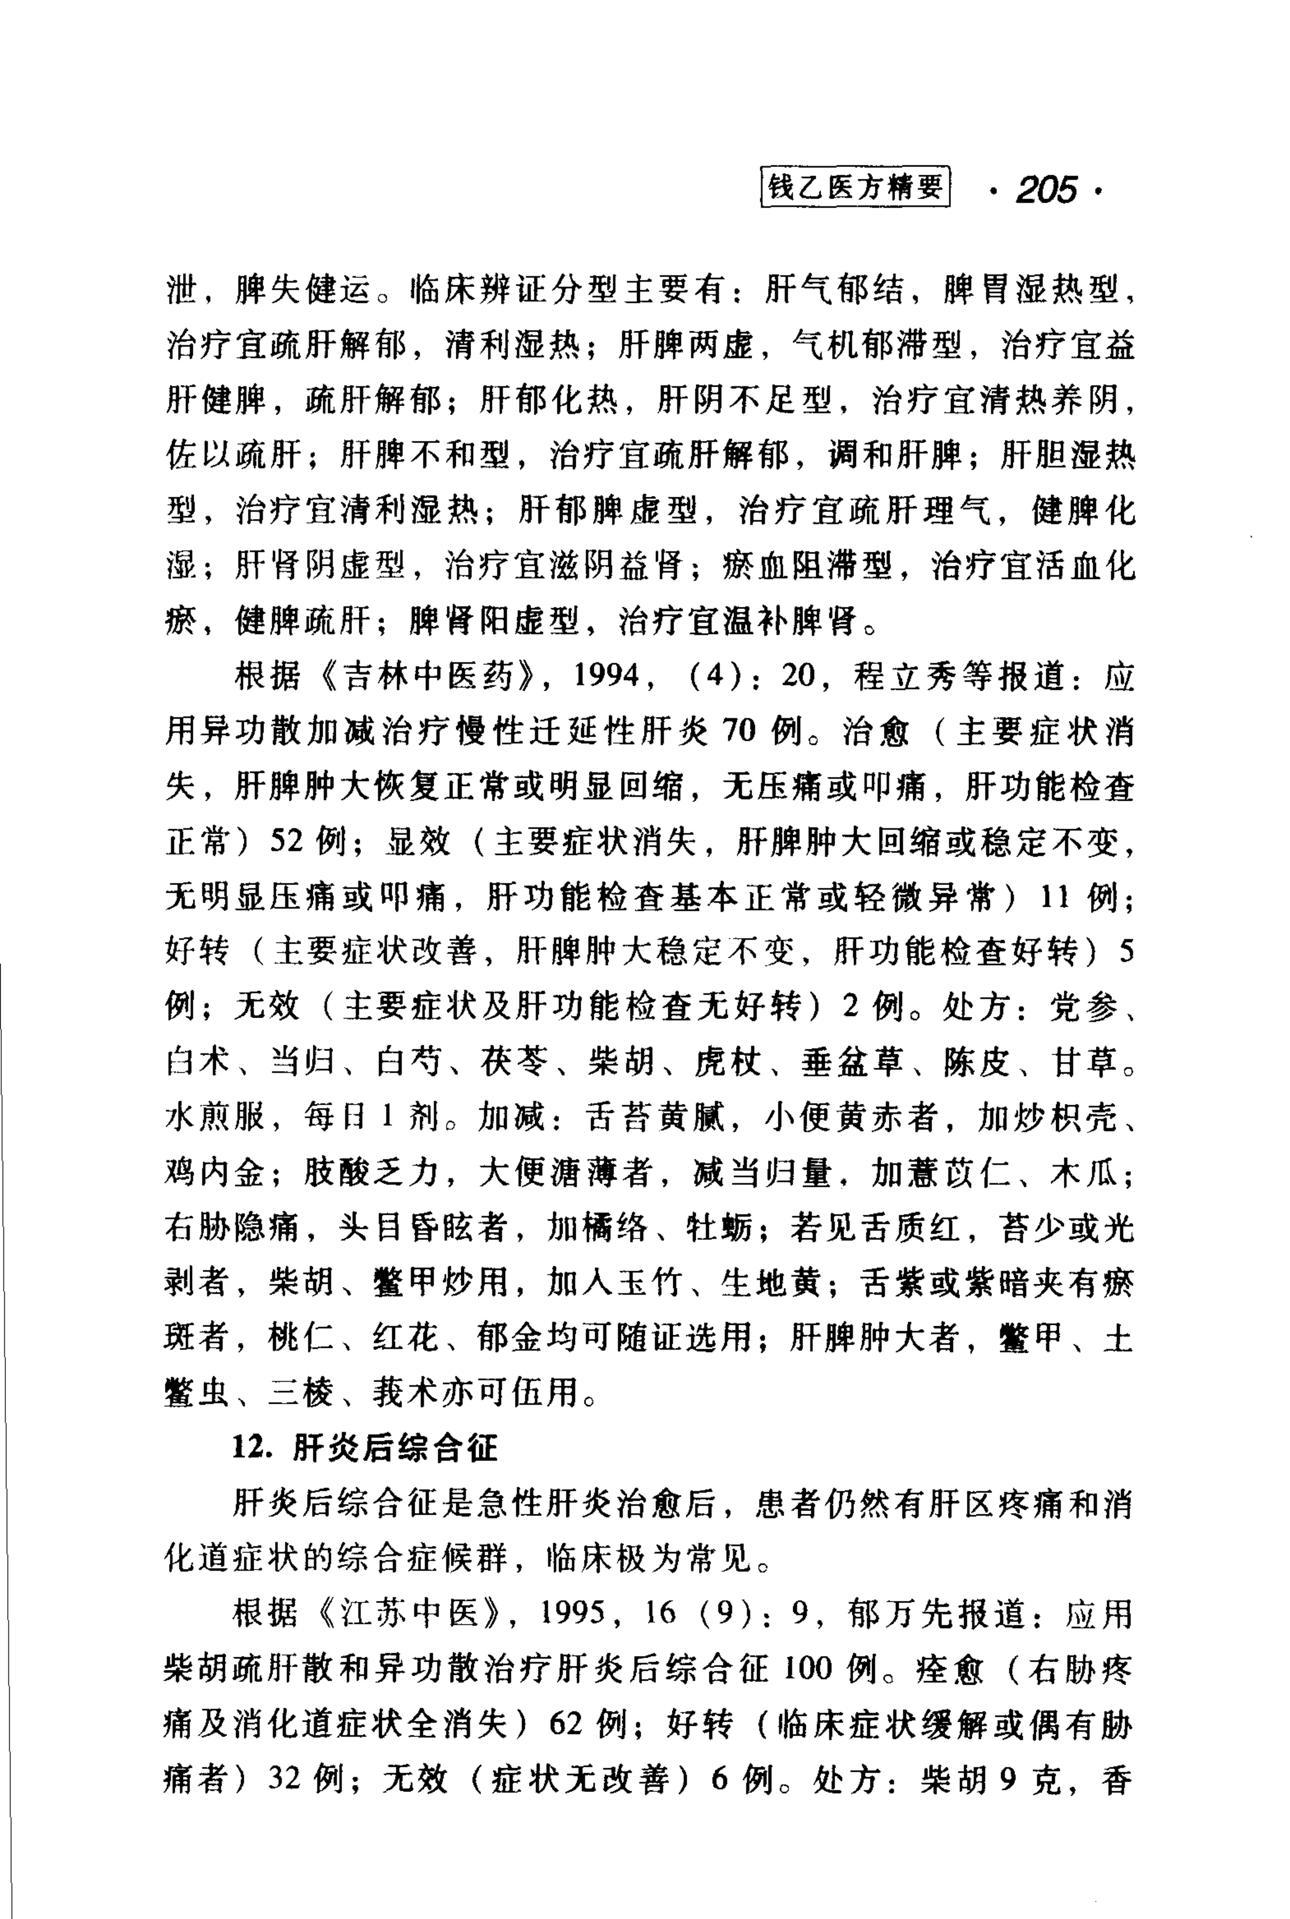 钱乙医方精要 · 205 ·
泄，脾失健运。临床辨证分型主要有：肝气郁结，脾胃湿热型，
治疗宜疏肝解郁，清利湿热；肝脾两虚，气机郁滞型，治疗宜益
肝健脾，疏肝解郁；肝郁化热，肝阴不足型，治疗宜清热养阴，
佐以疏肝；肝脾不和型，治疗宜疏肝解郁，调和肝脾；肝胆湿热
型，治疗宜清利湿热；肝郁脾虚型，治疗宜疏肝理气，健脾化
湿；肝肾阴虚型，治疗宜滋阴益肾；瘀血阻滞型，治疗宜活血化
瘀，健脾疏肝；脾肾阳虚型，治疗宜温补脾肾。
根据《吉林中医药》，1994，（4）：20，程立秀等报道：应
用异功散加减治疗慢性迁延性肝炎 70 例。治愈（主要症状消
失，肝脾肿大恢复正常或明显回缩，无压痛或叩痛，肝功能检查
正常）52 例；显效（主要症状消失，肝脾肿大回缩或稳定不变，
无明显压痛或叩痛，肝功能检查基本正常或轻微异常）11 例；
好转（主要症状改善，肝脾肿大稳定不变，肝功能检查好转）5
例；无效（主要症状及肝功能检查无好转）2 例。处方：党参、
白术、当归、白芍、茯苓、柴胡、虎杖、垂盆草、陈皮、甘草。
水煎服，每日 1 剂。加减：舌苔黄腻，小便黄赤者，加炒枳壳、
鸡内金；肢酸乏力，大便溏薄者，减当归量，加薏苡仁、木瓜；
右胁隐痛，头目昏眩者，加橘络、牡蛎；若见舌质红，苔少或光
剥者，柴胡、鳖甲炒用，加入玉竹、生地黄；舌紫或紫暗夹有瘀
斑者，桃仁、红花、郁金均可随证选用；肝脾肿大者，鳖甲、土
鳖虫、三棱、莪术亦可伍用。
12. 肝炎后综合征
肝炎后综合征是急性肝炎治愈后，患者仍然有肝区疼痛和消
化道症状的综合症候群，临床极为常见。
根据《江苏中医》，1995，16（9）：9，郁万先报道：应用
柴胡疏肝散和异功散治疗肝炎后综合征 100 例。痊愈（右胁疼
痛及消化道症状全消失）62 例；好转（临床症状缓解或偶有胁
痛者）32 例；无效（症状无改善）6 例。处方：柴胡 9 克，香